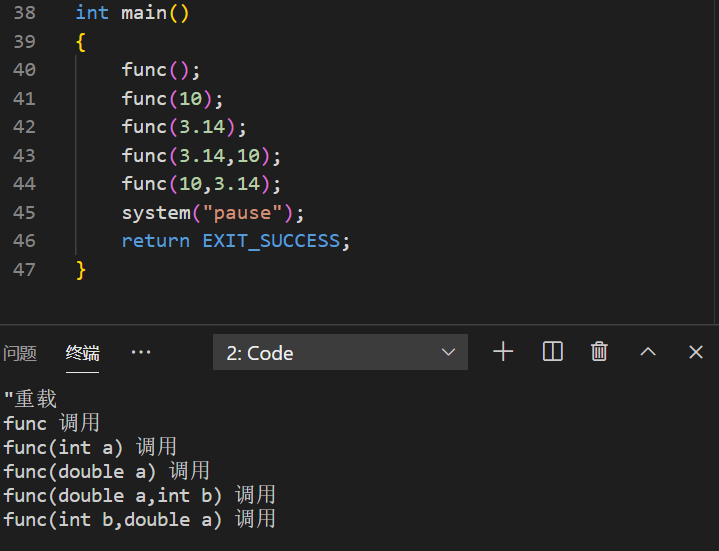 38 int main()
39 {
40 func();
41 func(10);
42 func(3.14);
43 func(3.14,10);
44 func(10,3.14);
45 system("pause");
46 return EXIT_SUCCESS;
47 }
问题 终端 ··· 2: Code
"重载
func 调用
func(int a) 调用
func(double a) 调用
func(double a,int b) 调用
func(int b,double a) 调用